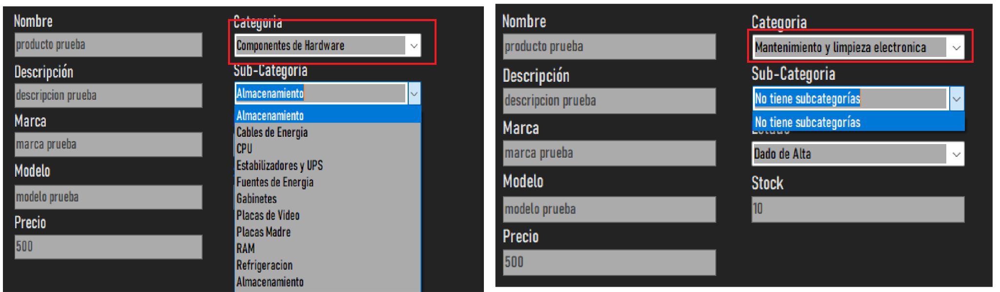 Nombre
producto prueba
Descripción
descripcion prueba
Marca
marca prueba
Modelo
modelo prueba
Precio
500
Categoria
Componentes de Hardware
Sub-Categoria
Almacenamiento
Almacenamiento
Cables de Energia
CPU
Estabilizadores y UPS
Fuentes de Energia
Gabinetes
Placas de Video
Placas Madre
RAM
Refrigeracion
Almacenamiento
Nombre
producto prueba
Descripción
descripcion prueba
Marca
marca prueba
Modelo
modelo prueba
Precio
500
Categoria
Mantenimiento y limpieza electronica
Sub-Categoria
No tiene subcategorías
No tiene subcategorías
Estado
Dado de Alta
Stock
10